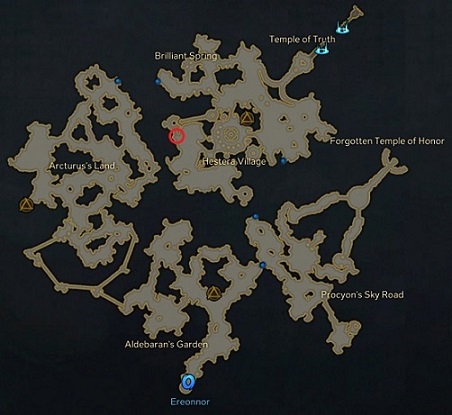 Temple of Truth
Brilliant Spring
Forgotten Temple of Honor
Hestera Village
Arcturus's Land
Procyon's Sky Road
Aldebaran's Garden
Ereonnor